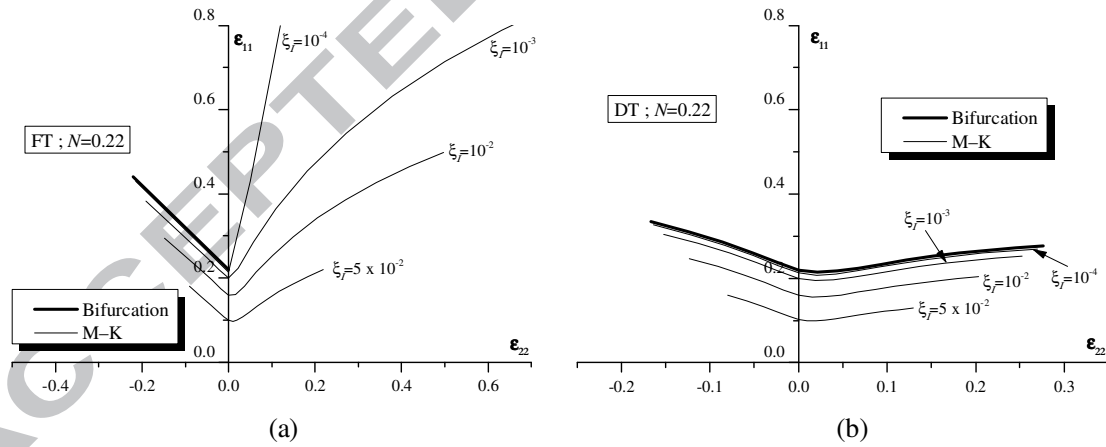 ACCEPTE
0.8
ε11
ξI=10-4
ξI=10-3
0.6
FT ; N=0.22
ξI=10-2
0.4
0.2
ξI=5 x 10-2
Bifurcation
M–K
0.0
ε22
-0.4
-0.2
0.0
0.2
0.4
0.6
(a)
0.8
ε11
DT ; N=0.22
0.6
Bifurcation
M–K
0.4
ξI=10-3
0.2
ξI=10-2
ξI=10-4
ξI=5 x 10-2
0.0
ε22
-0.2
-0.1
0.0
0.1
0.2
0.3
(b)